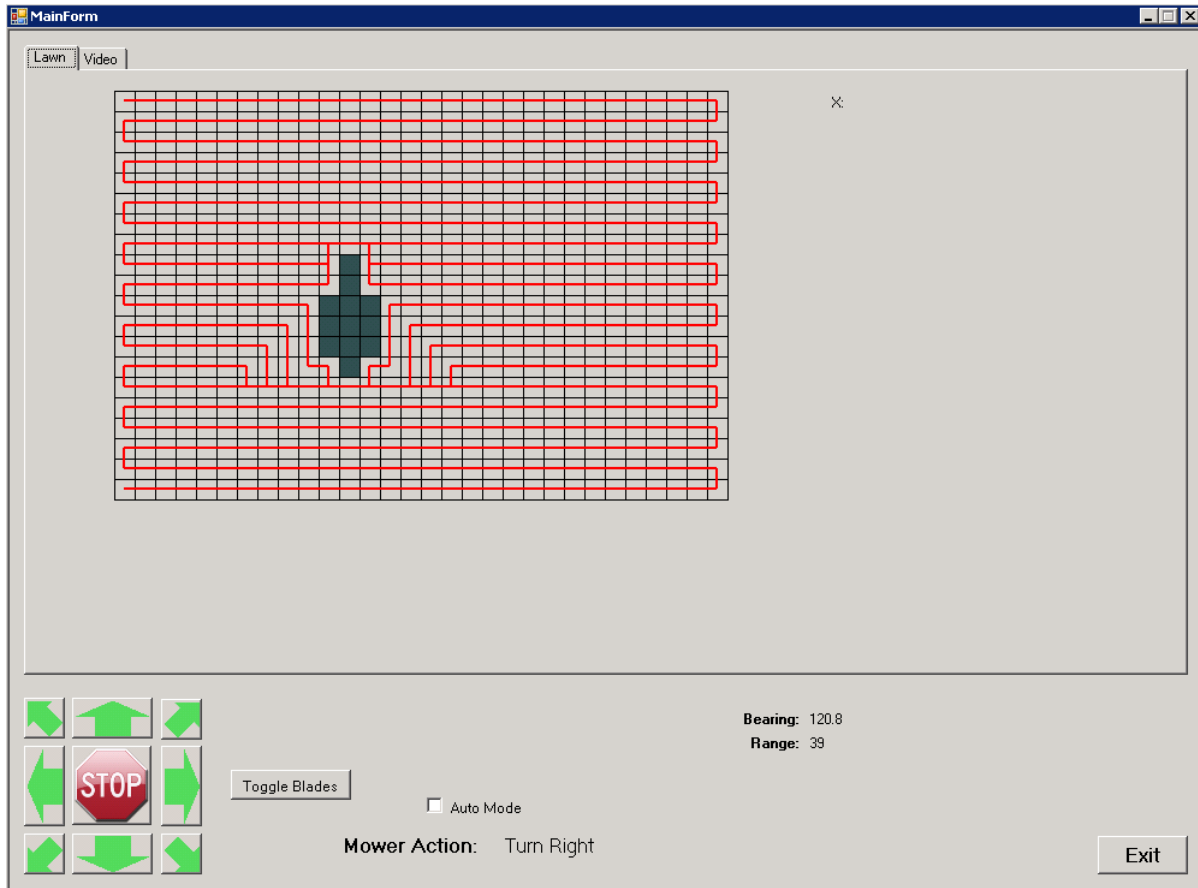 MainForm
Lawn Video
X:
Bearing: 120.8
Range: 39
STOP
Toggle Blades
Auto Mode
Mower Action: Turn Right
Exit